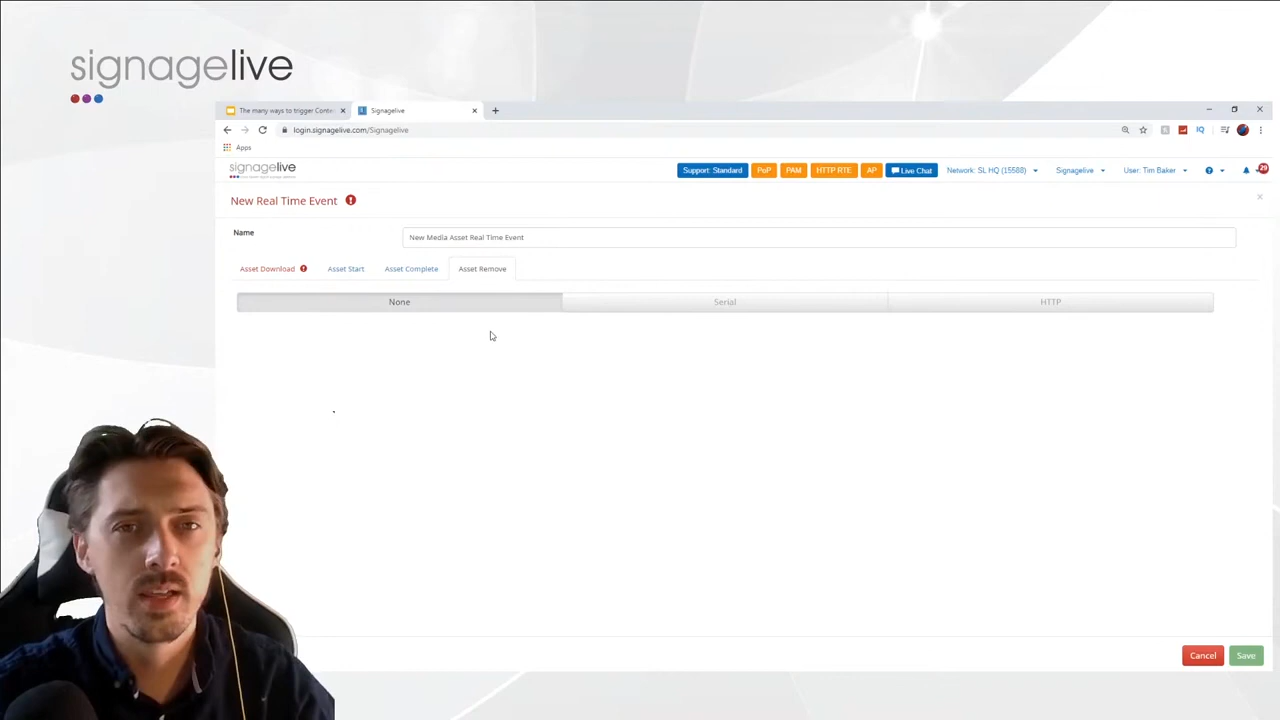 signagelive
The many ways to trigger Conte
Signagelive
login.signagelive.com/Signagelive
Apps
signagelive
Support: Standard
PoP
PAM
HTTP RTE
AP
Live Chat
Network: SL HQ (15588)
Signagelive
User: Tim Baker
29
New Real Time Event
Name
New Media Asset Real Time Event
Asset Download
Asset Start
Asset Complete
Asset Remove
None
Serial
HTTP
Cancel
Save